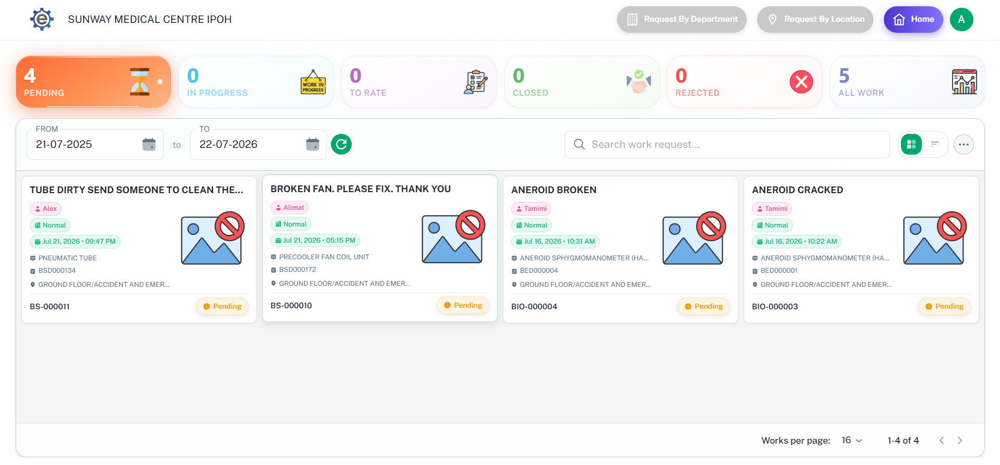 e
SUNWAY MEDICAL CENTRE IPOH
Request By Department
Request By Location
Home
A
4
PENDING
0
IN PROGRESS
WORK IN
PROGRESS
0
TO RATE
0
CLOSED
0
REJECTED
5
ALL WORK
FROM
21-07-2025
to
TO
22-07-2026
Search work request...
TUBE DIRTY SEND SOMEONE TO CLEAN THE...
Alex
Normal
Jul 21, 2026 • 09:47 PM
PNEUMATIC TUBE
BSD000134
GROUND FLOOR/ACCIDENT AND EMER...
BS-000011
Pending
BROKEN FAN. PLEASE FIX. THANK YOU
Alimat
Normal
Jul 21, 2026 • 05:15 PM
PRECOOLER FAN COIL UNIT
BSD000172
GROUND FLOOR/ACCIDENT AND EMER...
BS-000010
Pending
ANEROID BROKEN
Tamimi
Normal
Jul 16, 2026 • 10:31 AM
ANEROID SPHYGMOMANOMETER (HA...
BED000004
GROUND FLOOR/ACCIDENT AND EMER...
BIO-000004
Pending
ANEROID CRACKED
Tamimi
Normal
Jul 16, 2026 • 10:22 AM
ANEROID SPHYGMOMANOMETER (HA...
BED000001
GROUND FLOOR/ACCIDENT AND EMER...
BIO-000003
Pending
Works per page: 16
1-4 of 4